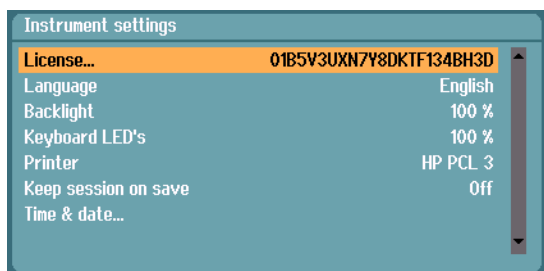 Instrument settings
License... 01B5V3UXN7Y8DKTF134BH3D
Language English
Backlight 100 %
Keyboard LED's 100 %
Printer HP PCL 3
Keep session on save Off
Time & date...